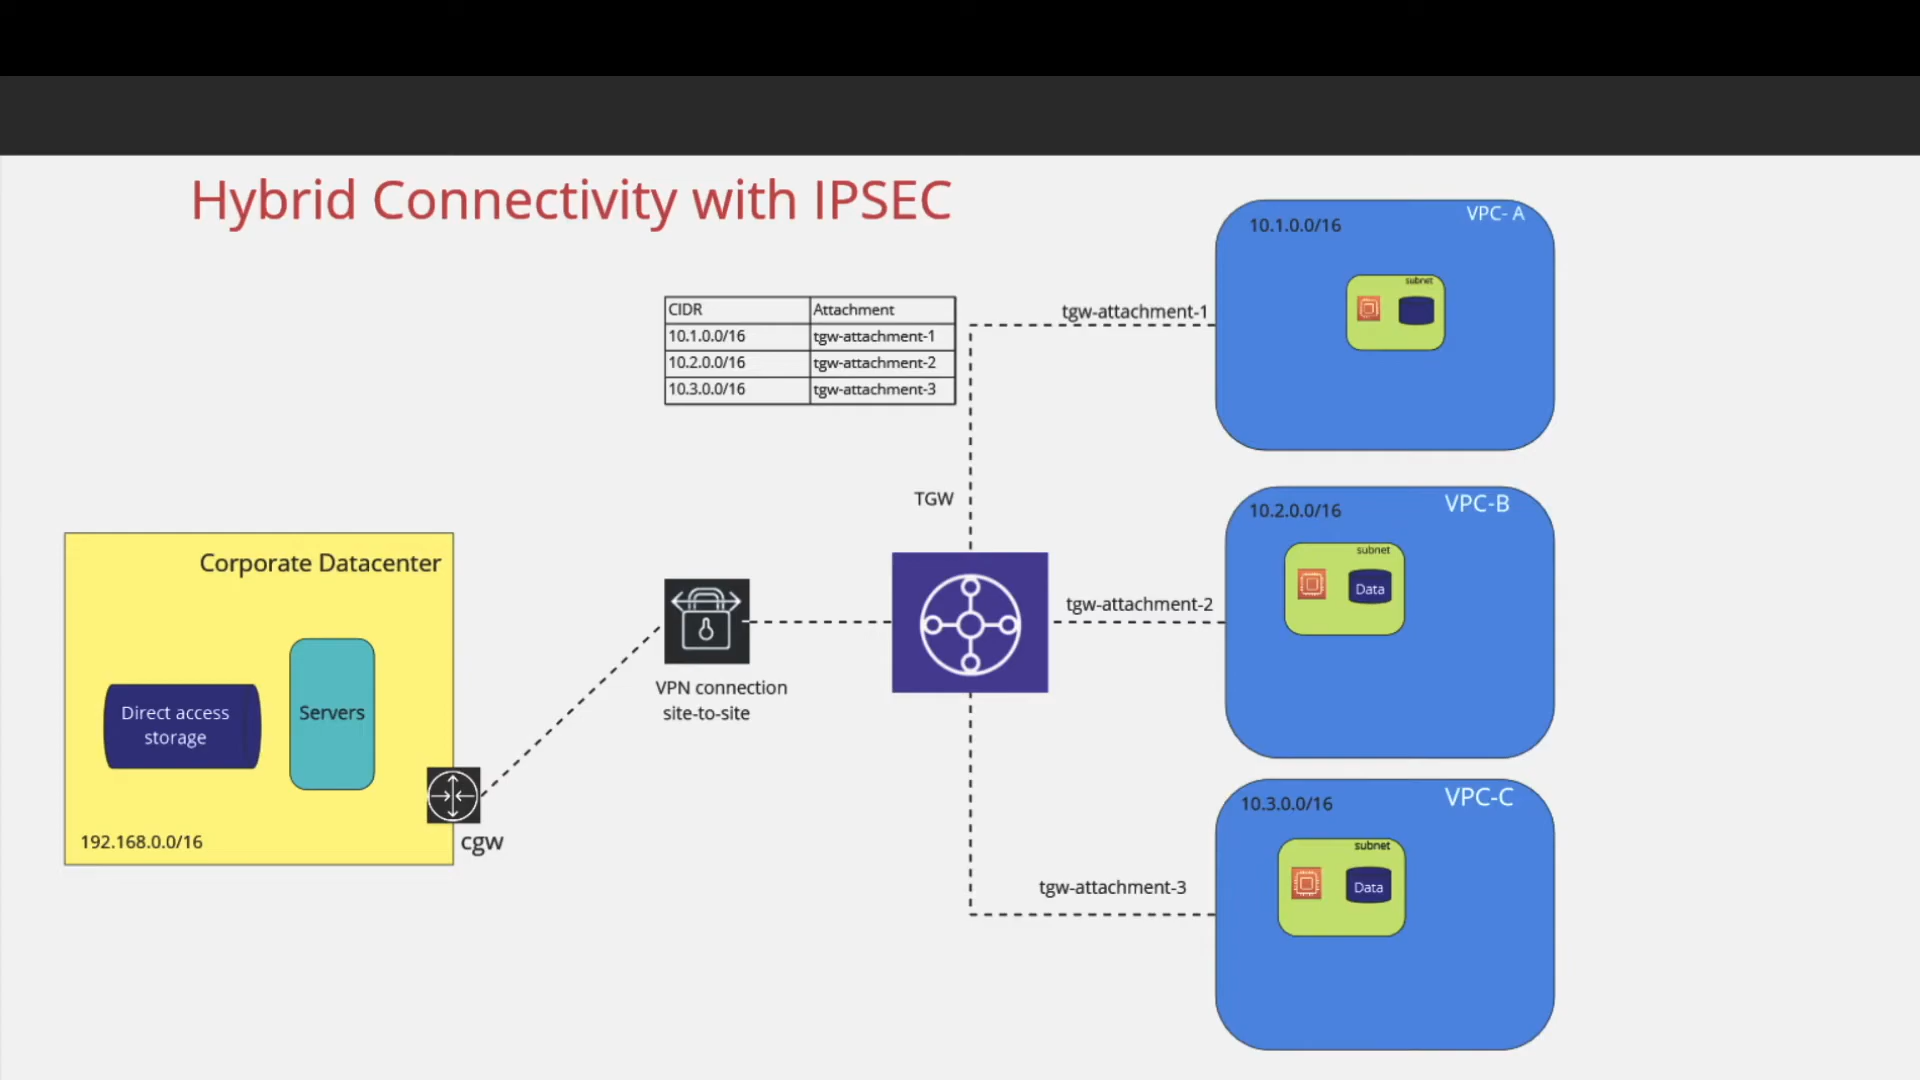 Hybrid Connectivity with IPSEC
CIDR Attachment
10.1.0.0/16 tgw-attachment-1
10.2.0.0/16 tgw-attachment-2
10.3.0.0/16 tgw-attachment-3
tgw-attachment-1
10.1.0.0/16
VPC- A
subnet
TGW
tgw-attachment-2
10.2.0.0/16
VPC-B
subnet
Data
Corporate Datacenter
Direct access
storage
Servers
192.168.0.0/16
cgw
VPN connection
site-to-site
tgw-attachment-3
10.3.0.0/16
VPC-C
subnet
Data